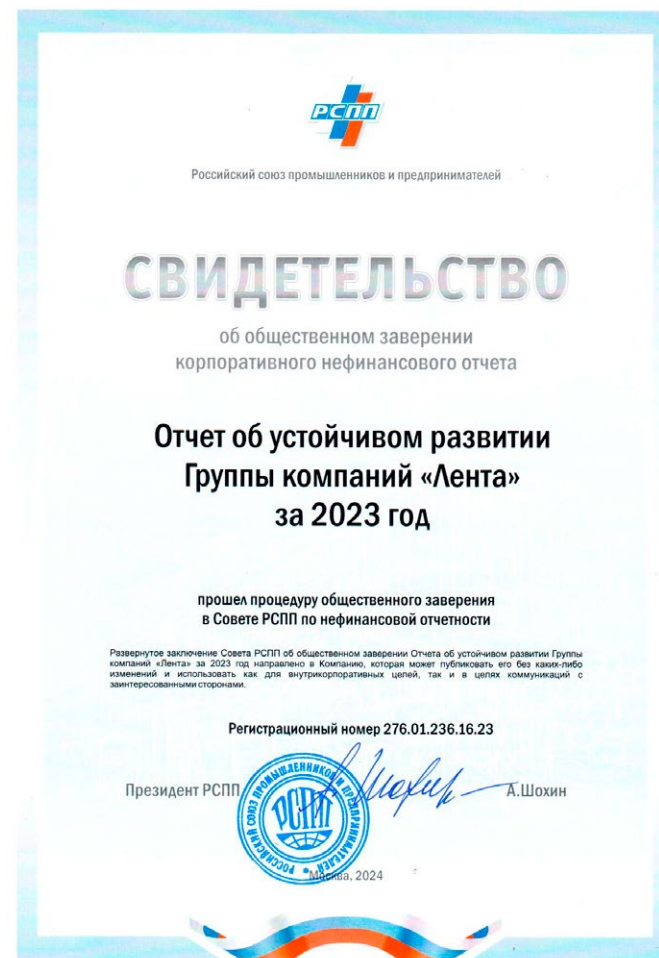 РСПП
Российский союз промышленников и предпринимателей
СВИДЕТЕЛЬСТВО
об общественном заверении
корпоративного нефинансового отчета
Отчет об устойчивом развитии
Группы компаний «Лента»
за 2023 год
прошел процедуру общественного заверения
в Совете РСПП по нефинансовой отчетности
Развернутое заключение Совета РСПП об общественном заверении Отчета об устойчивом развитии Группы
компаний «Лента» за 2023 год направлено в Компанию, которая может публиковать его без каких-либо
изменений и использовать как для внутрикорпоративных целей, так и в целях коммуникаций с
заинтересованными сторонами.
Регистрационный номер 276.01.236.16.23
Президент РСПП
А.Шохин
РОССИЙСКИЙ СОЮЗ ПРОМЫШЛЕННИКОВ И ПРЕДПРИНИМАТЕЛЕЙ
РСПП
Москва, 2024